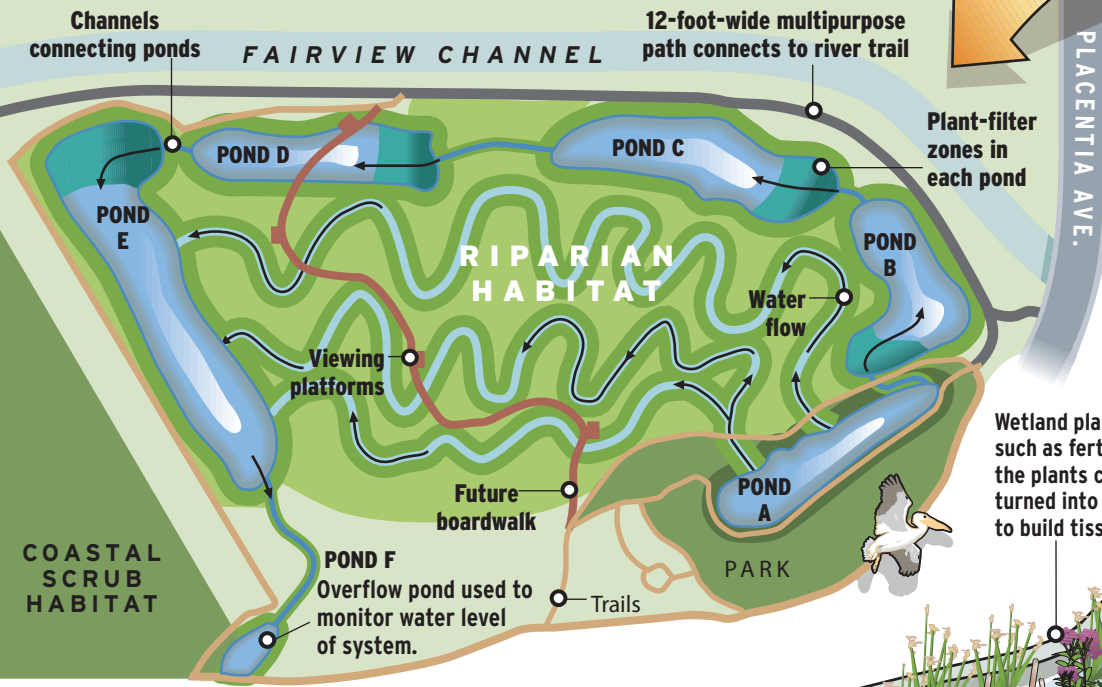 Channels
connecting ponds
FAIRVIEW CHANNEL
12-foot-wide multipurpose
path connects to river trail
PLACENTIA AVE.
Plant-filter
zones in
each pond
POND D
POND C
POND
E
POND
B
RIPARIAN
HABITAT
Water
flow
Viewing
platforms
Wetland
such as
the plants
turned into
to build
POND
A
Future
boardwalk
COASTAL
SCRUB
HABITAT
POND F
Overflow pond used to
monitor water level
of system.
PARK
Trails